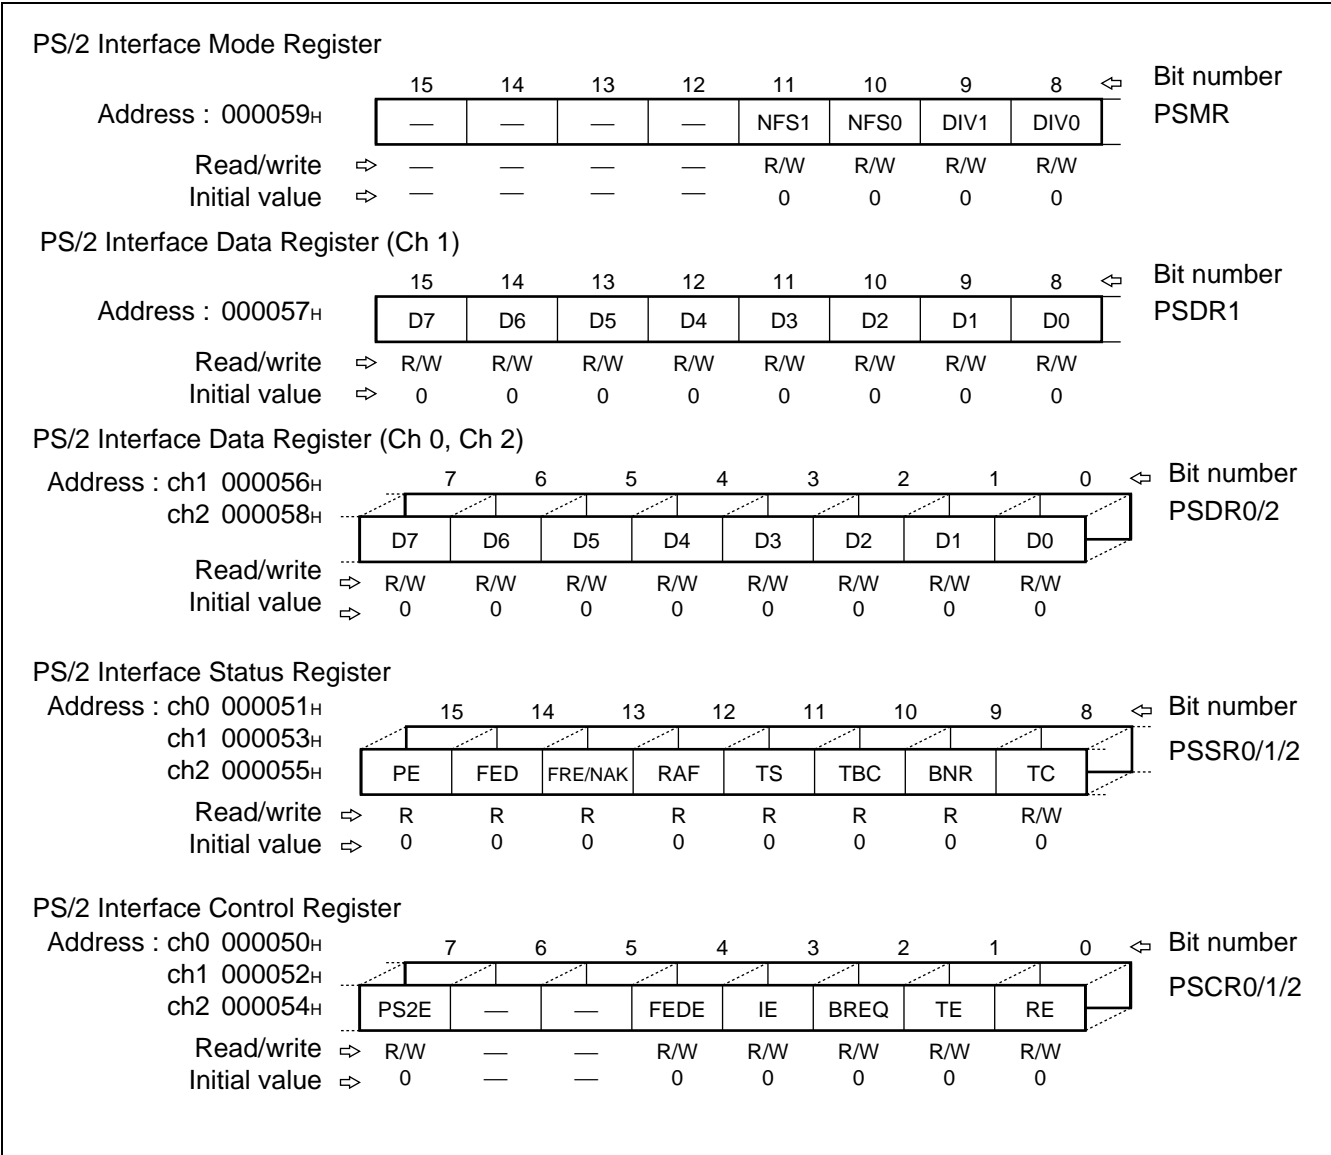 PS/2 Interface Mode Register
15 14 13 12 11 10 9 8 ⇦ Bit number
Address : 000059H — — — — NFS1 NFS0 DIV1 DIV0 PSMR
Read/write ⇨ — — — — R/W R/W R/W R/W
Initial value ⇨ — — — — 0 0 0 0
PS/2 Interface Data Register (Ch 1)
15 14 13 12 11 10 9 8 ⇦ Bit number
Address : 000057H D7 D6 D5 D4 D3 D2 D1 D0 PSDR1
Read/write ⇨ R/W R/W R/W R/W R/W R/W R/W R/W
Initial value ⇨ 0 0 0 0 0 0 0 0
PS/2 Interface Data Register (Ch 0, Ch 2)
Address : ch1 000056H 7 6 5 4 3 2 1 0 ⇦ Bit number
ch2 000058H PSDR0/2
D7 D6 D5 D4 D3 D2 D1 D0
Read/write ⇨ R/W R/W R/W R/W R/W R/W R/W R/W
Initial value ⇨ 0 0 0 0 0 0 0 0
PS/2 Interface Status Register
Address : ch0 000051H 15 14 13 12 11 10 9 8 ⇦ Bit number
ch1 000053H PSSR0/1/2
ch2 000055H PE FED FRE/NAK RAF TS TBC BNR TC
Read/write ⇨ R R R R R R R R/W
Initial value ⇨ 0 0 0 0 0 0 0 0
PS/2 Interface Control Register
Address : ch0 000050H 7 6 5 4 3 2 1 0 ⇦ Bit number
ch1 000052H PSCR0/1/2
ch2 000054H PS2E — — FEDE IE BREQ TE RE
Read/write ⇨ R/W — — R/W R/W R/W R/W R/W
Initial value ⇨ 0 — — 0 0 0 0 0